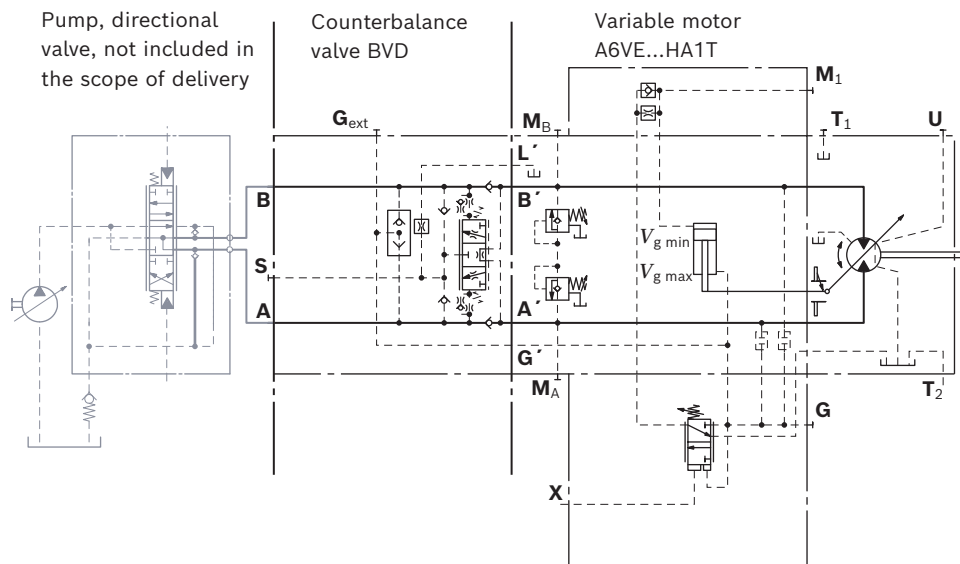 Pump, directional
valve, not included in
the scope of delivery
Counterbalance
valve BVD
Variable motor
A6VE...HA1T
M1
Gext
MB
T1
U
L´
B
B´
S
Vg min
Vg max
A
A´
G´
MA
T2
G
X